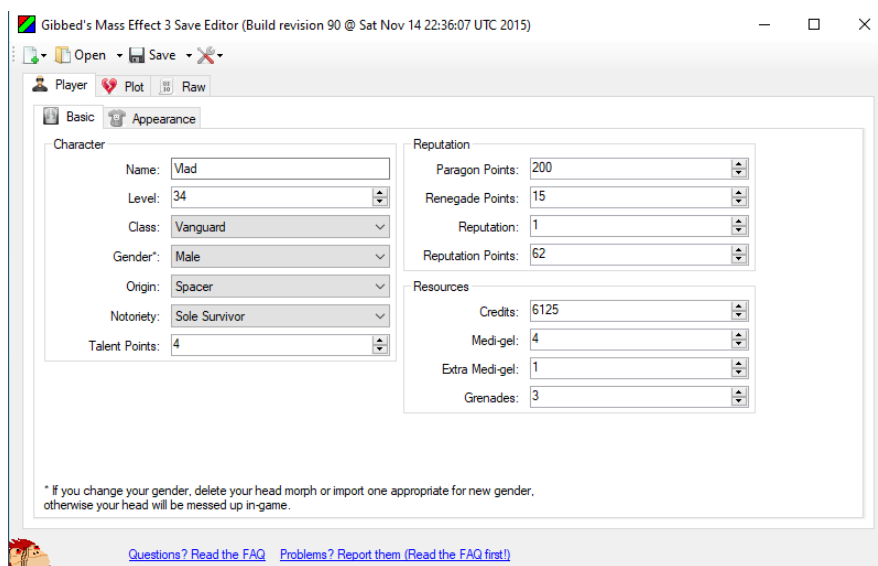 Gibbed's Mass Effect 3 Save Editor (Build revision 90 @ Sat Nov 14 22:36:07 UTC 2015)
Open Save
Player Plot Raw
Basic Appearance
Character
Name: Vlad
Level: 34
Class: Vanguard
Gender*: Male
Origin: Spacer
Notoriety: Sole Survivor
Talent Points: 4
Reputation
Paragon Points: 200
Renegade Points: 15
Reputation: 1
Reputation Points: 62
Resources
Credits: 6125
Medi-gel: 4
Extra Medi-gel: 1
Grenades: 3
* If you change your gender, delete your head morph or import one appropriate for new gender,
otherwise your head will be messed up in-game.
Questions? Read the FAQ Problems? Report them (Read the FAQ first!)